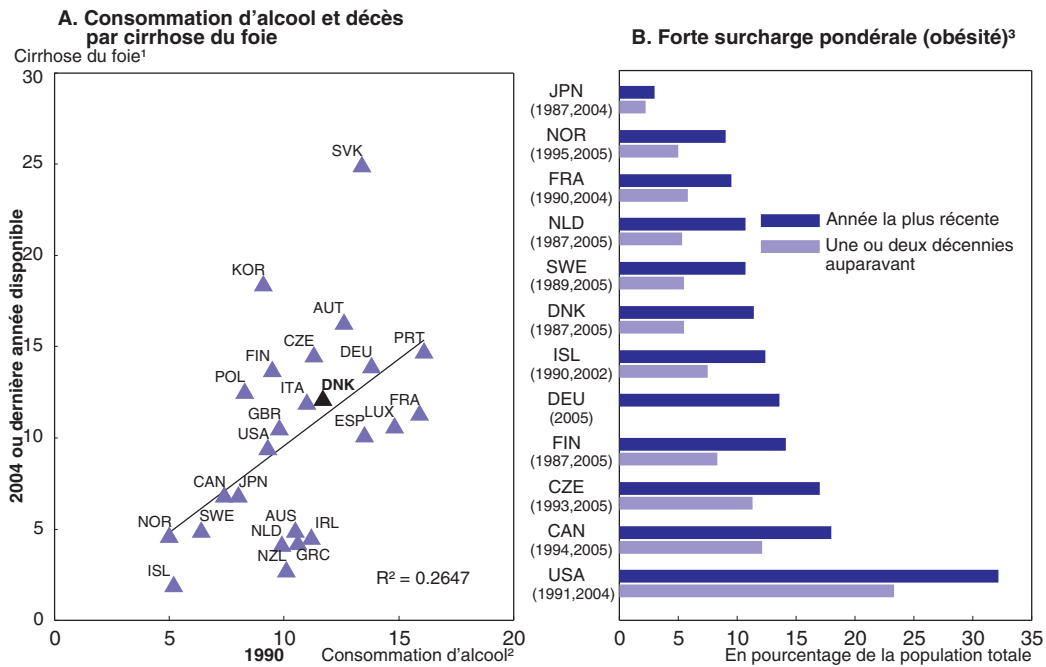 A. Consommation d'alcool et décès
par cirrhose du foie
Cirrhose du foie¹
30
25
20
15
10
5
0
2004 ou dernière année disponible
SVK
KOR
AUT
CZE
DEU
PRT
FIN
POL
ITA
DNK
FRA
GBR
ESP
LUX
USA
CAN
JPN
NOR
SWE
AUS
IRL
NLD
NZL
GRC
ISL
R² = 0.2647
0
5
10
15
20
1990
Consommation d'alcool²
B. Forte surcharge pondérale (obésité)³
JPN
(1987,2004)
NOR
(1995,2005)
FRA
(1990,2004)
NLD
(1987,2005)
SWE
(1989,2005)
DNK
(1987,2005)
ISL
(1990,2002)
DEU
(2005)
FIN
(1987,2005)
CZE
(1993,2005)
CAN
(1994,2005)
USA
(1991,2004)
Année la plus récente
Une ou deux décennies
auparavant
0
5
10
15
20
25
30
35
En pourcentage de la population totale